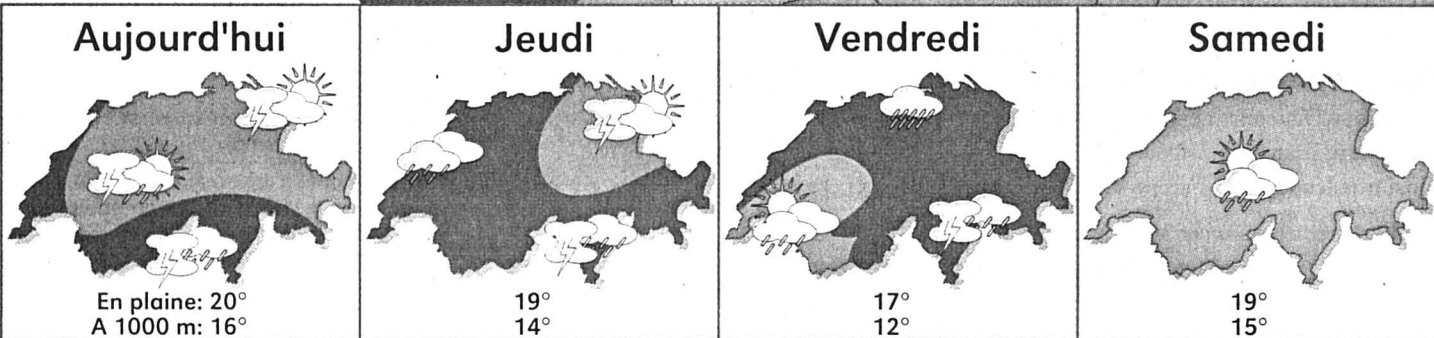 Aujourd'hui
En plaine: 20°
A 1000 m: 16°
Jeudi
19°
14°
Vendredi
17°
12°
Samedi
19°
15°